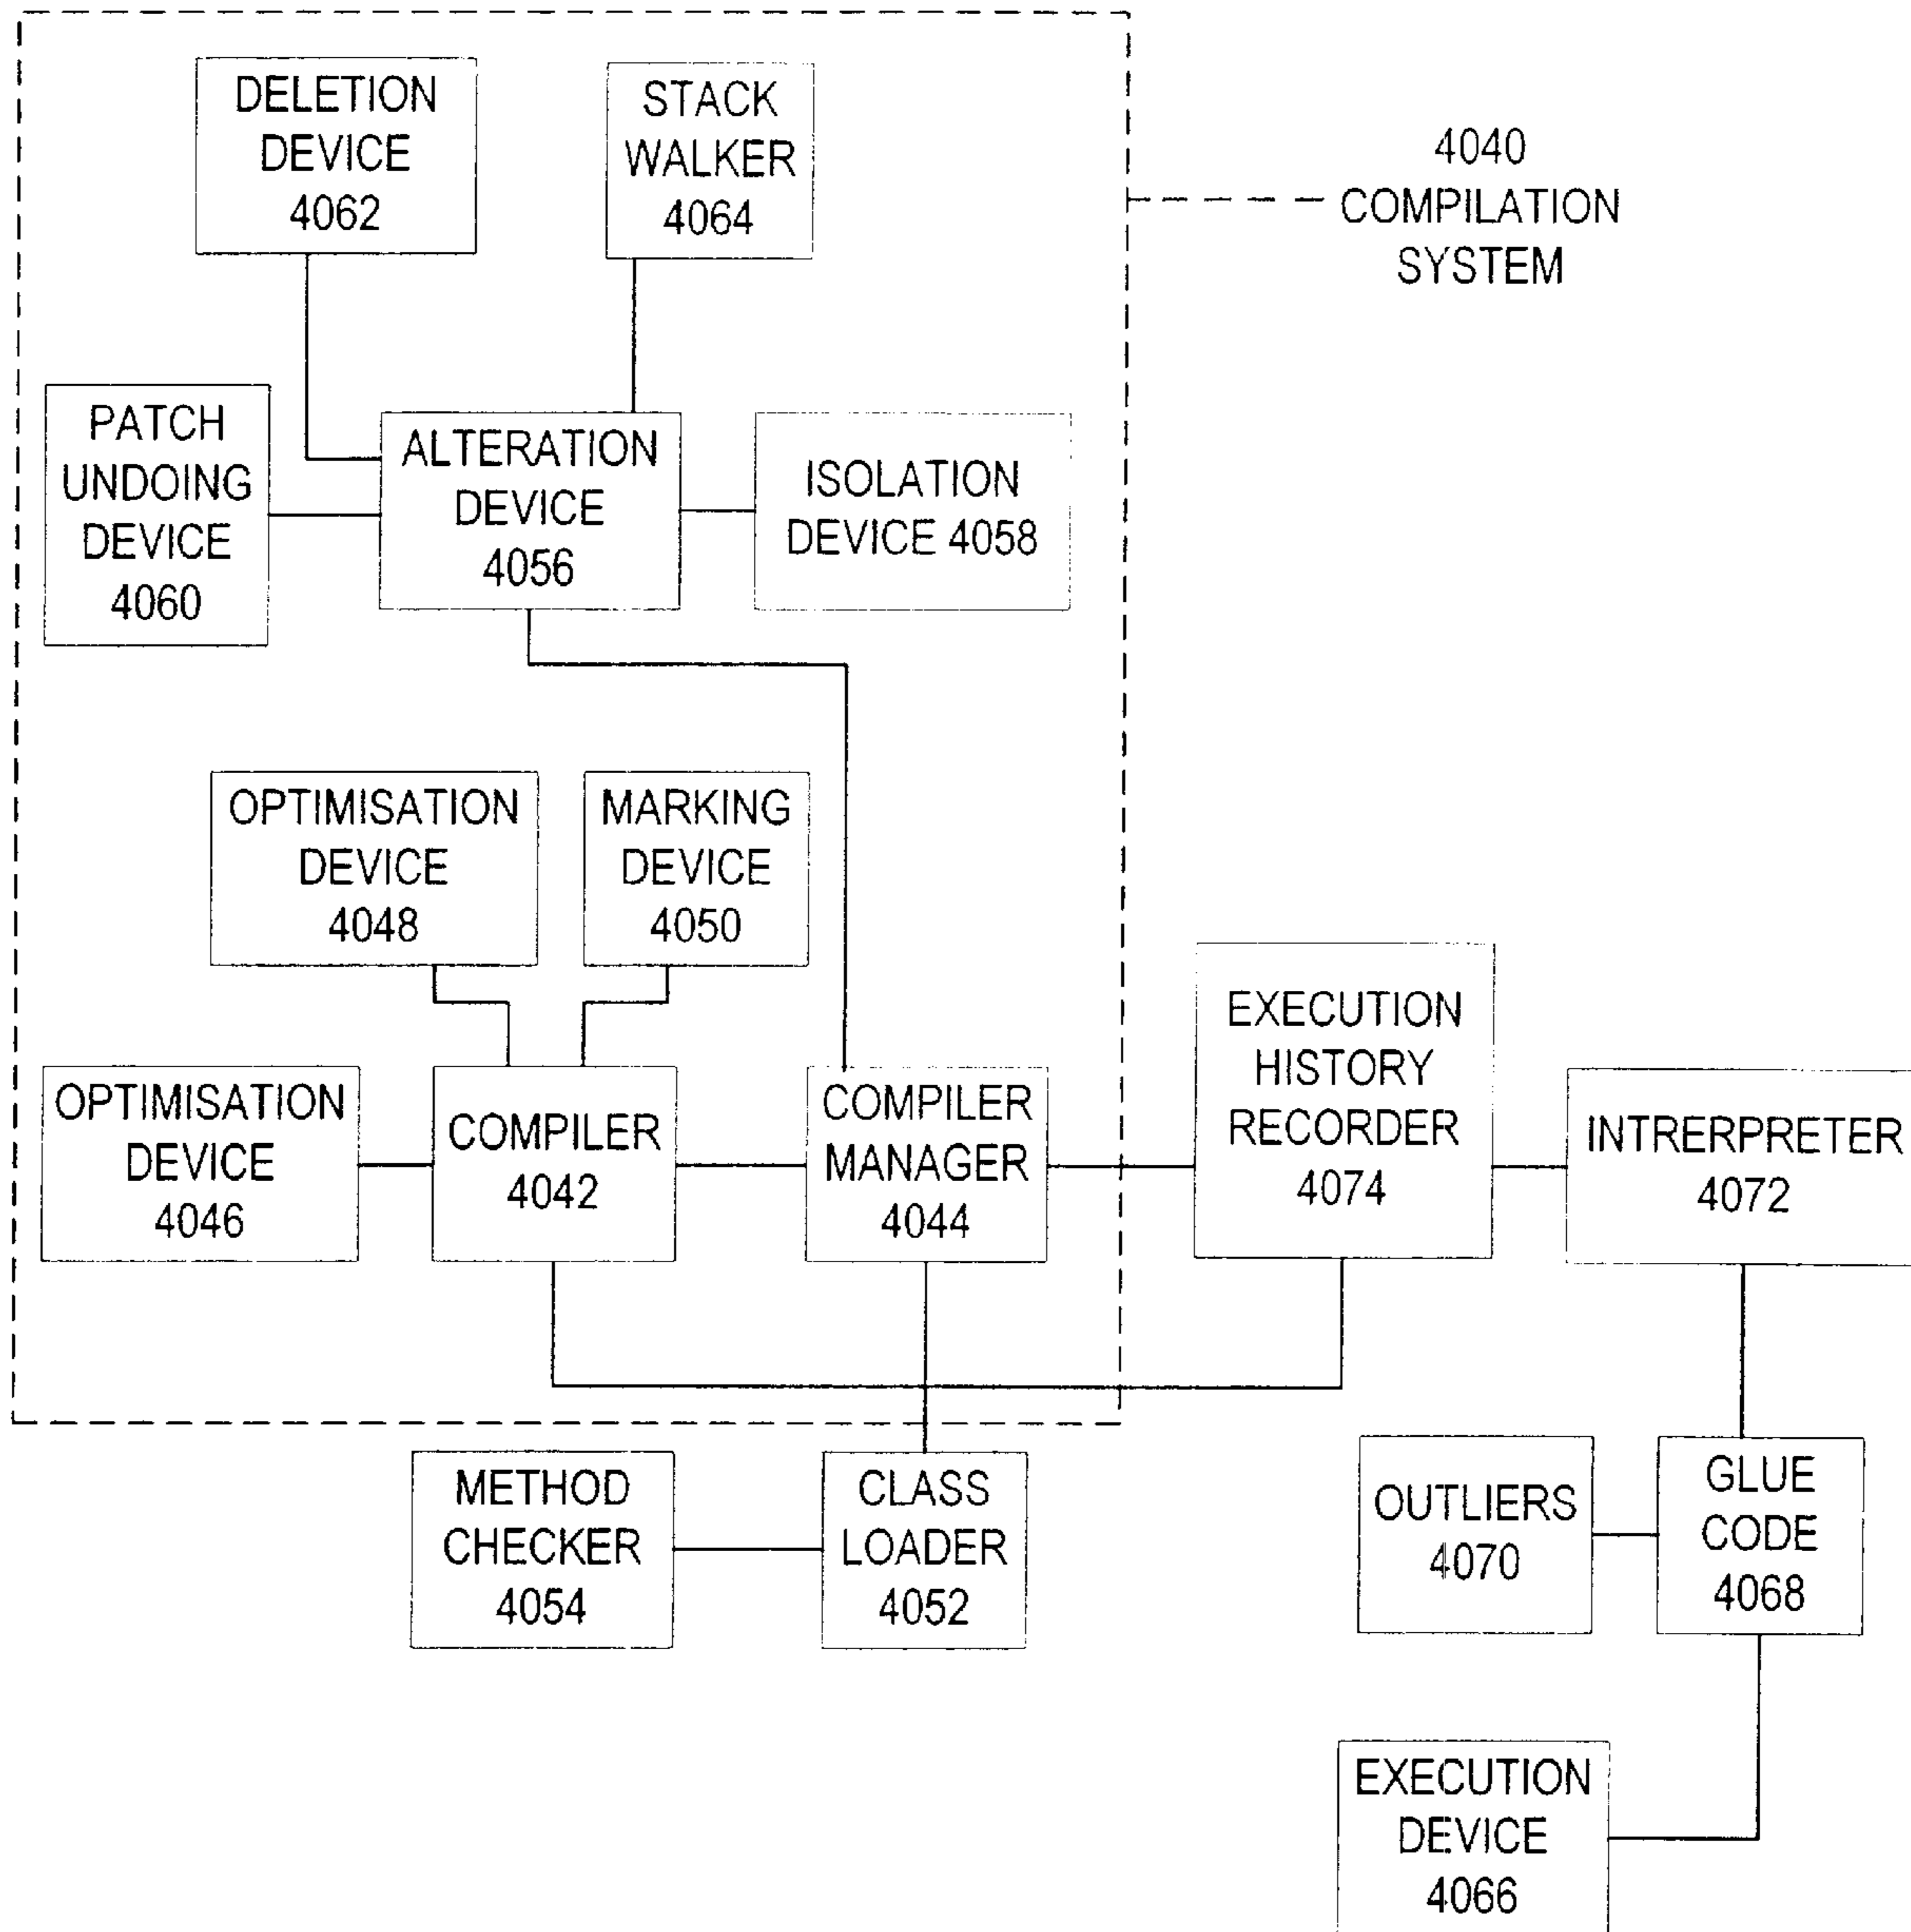 DELETION
DEVICE
4062
STACK
WALKER
4064
4040
COMPILATION
SYSTEM
PATCH
UNDOING
DEVICE
4060
ALTERATION
DEVICE
4056
ISOLATION
DEVICE 4058
OPTIMISATION
DEVICE
4048
MARKING
DEVICE
4050
OPTIMISATION
DEVICE
4046
COMPILER
4042
COMPILER
MANAGER
4044
EXECUTION
HISTORY
RECORDER
4074
INTRERPRETER
4072
METHOD
CHECKER
4054
CLASS
LOADER
4052
OUTLIERS
4070
GLUE
CODE
4068
EXECUTION
DEVICE
4066